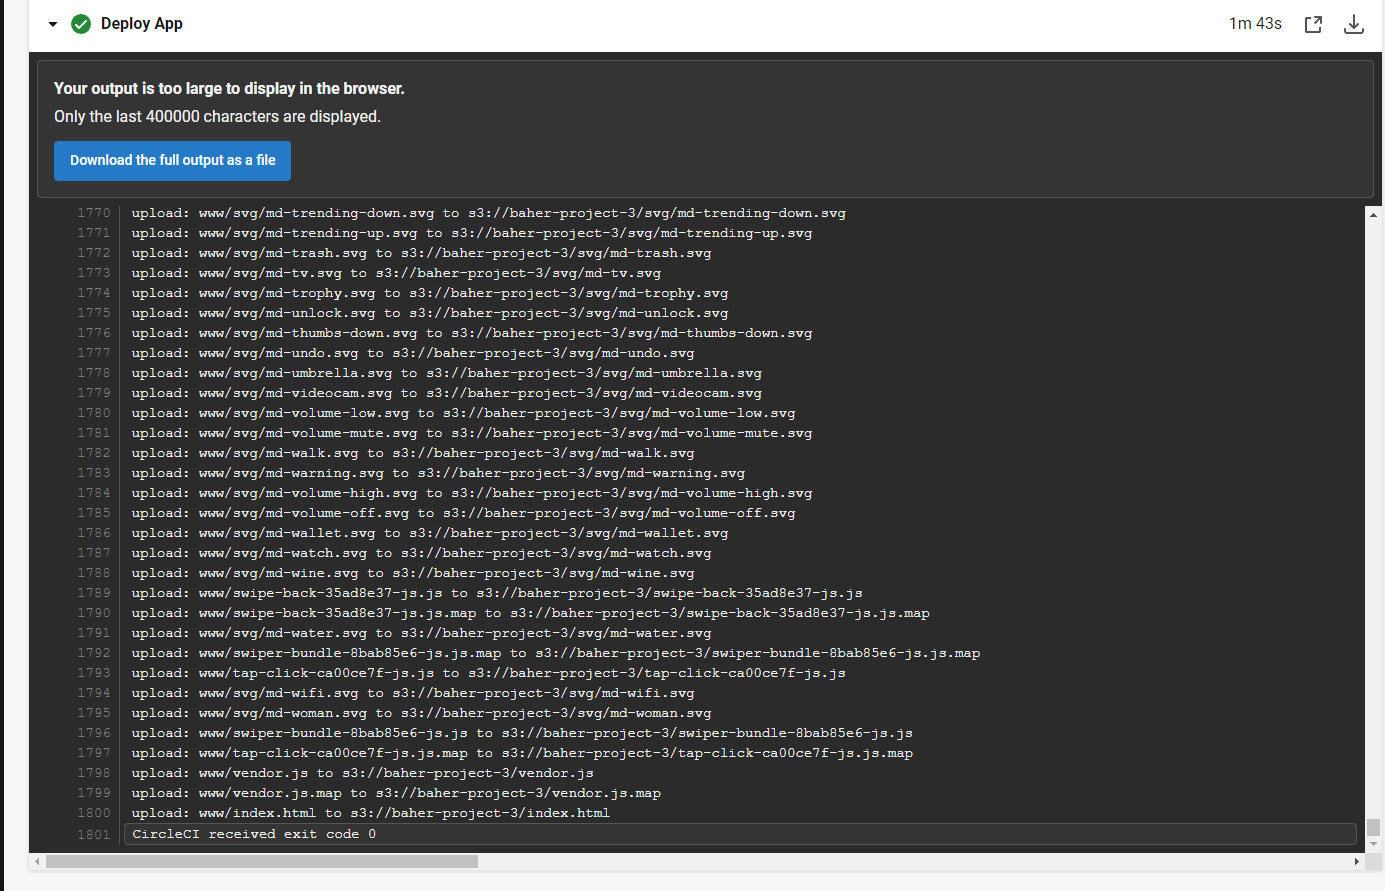 Deploy App 1m 43s
Your output is too large to display in the browser.
Only the last 400000 characters are displayed.
Download the full output as a file
1770 upload: www/svg/md-trending-down.svg to s3://baher-project-3/svg/md-trending-down.svg
1771 upload: www/svg/md-trending-up.svg to s3://baher-project-3/svg/md-trending-up.svg
1772 upload: www/svg/md-trash.svg to s3://baher-project-3/svg/md-trash.svg
1773 upload: www/svg/md-tv.svg to s3://baher-project-3/svg/md-tv.svg
1774 upload: www/svg/md-trophy.svg to s3://baher-project-3/svg/md-trophy.svg
1775 upload: www/svg/md-unlock.svg to s3://baher-project-3/svg/md-unlock.svg
1776 upload: www/svg/md-thumbs-down.svg to s3://baher-project-3/svg/md-thumbs-down.svg
1777 upload: www/svg/md-undo.svg to s3://baher-project-3/svg/md-undo.svg
1778 upload: www/svg/md-umbrella.svg to s3://baher-project-3/svg/md-umbrella.svg
1779 upload: www/svg/md-videocam.svg to s3://baher-project-3/svg/md-videocam.svg
1780 upload: www/svg/md-volume-low.svg to s3://baher-project-3/svg/md-volume-low.svg
1781 upload: www/svg/md-volume-mute.svg to s3://baher-project-3/svg/md-volume-mute.svg
1782 upload: www/svg/md-walk.svg to s3://baher-project-3/svg/md-walk.svg
1783 upload: www/svg/md-warning.svg to s3://baher-project-3/svg/md-warning.svg
1784 upload: www/svg/md-volume-high.svg to s3://baher-project-3/svg/md-volume-high.svg
1785 upload: www/svg/md-volume-off.svg to s3://baher-project-3/svg/md-volume-off.svg
1786 upload: www/svg/md-wallet.svg to s3://baher-project-3/svg/md-wallet.svg
1787 upload: www/svg/md-watch.svg to s3://baher-project-3/svg/md-watch.svg
1788 upload: www/svg/md-wine.svg to s3://baher-project-3/svg/md-wine.svg
1789 upload: www/swipe-back-35ad8e37-js.js to s3://baher-project-3/swipe-back-35ad8e37-js.js
1790 upload: www/swipe-back-35ad8e37-js.js.map to s3://baher-project-3/swipe-back-35ad8e37-js.js.map
1791 upload: www/svg/md-water.svg to s3://baher-project-3/svg/md-water.svg
1792 upload: www/swiper-bundle-8bab85e6-js.js.map to s3://baher-project-3/swiper-bundle-8bab85e6-js.js.map
1793 upload: www/tap-click-ca00ce7f-js.js to s3://baher-project-3/tap-click-ca00ce7f-js.js
1794 upload: www/svg/md-wifi.svg to s3://baher-project-3/svg/md-wifi.svg
1795 upload: www/svg/md-woman.svg to s3://baher-project-3/svg/md-woman.svg
1796 upload: www/swiper-bundle-8bab85e6-js.js to s3://baher-project-3/swiper-bundle-8bab85e6-js.js
1797 upload: www/tap-click-ca00ce7f-js.js.map to s3://baher-project-3/tap-click-ca00ce7f-js.js.map
1798 upload: www/vendor.js to s3://baher-project-3/vendor.js
1799 upload: www/vendor.js.map to s3://baher-project-3/vendor.js.map
1800 upload: www/index.html to s3://baher-project-3/index.html
1801 CircleCI received exit code 0